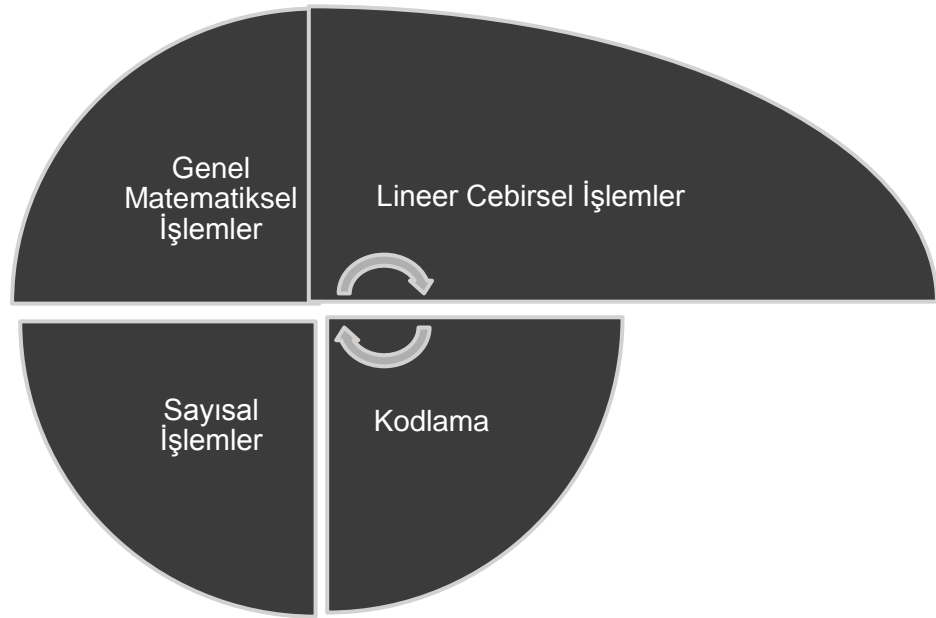 Genel
Matematiksel
İşlemler
Lineer Cebirsel İşlemler
Sayısal
İşlemler
Kodlama